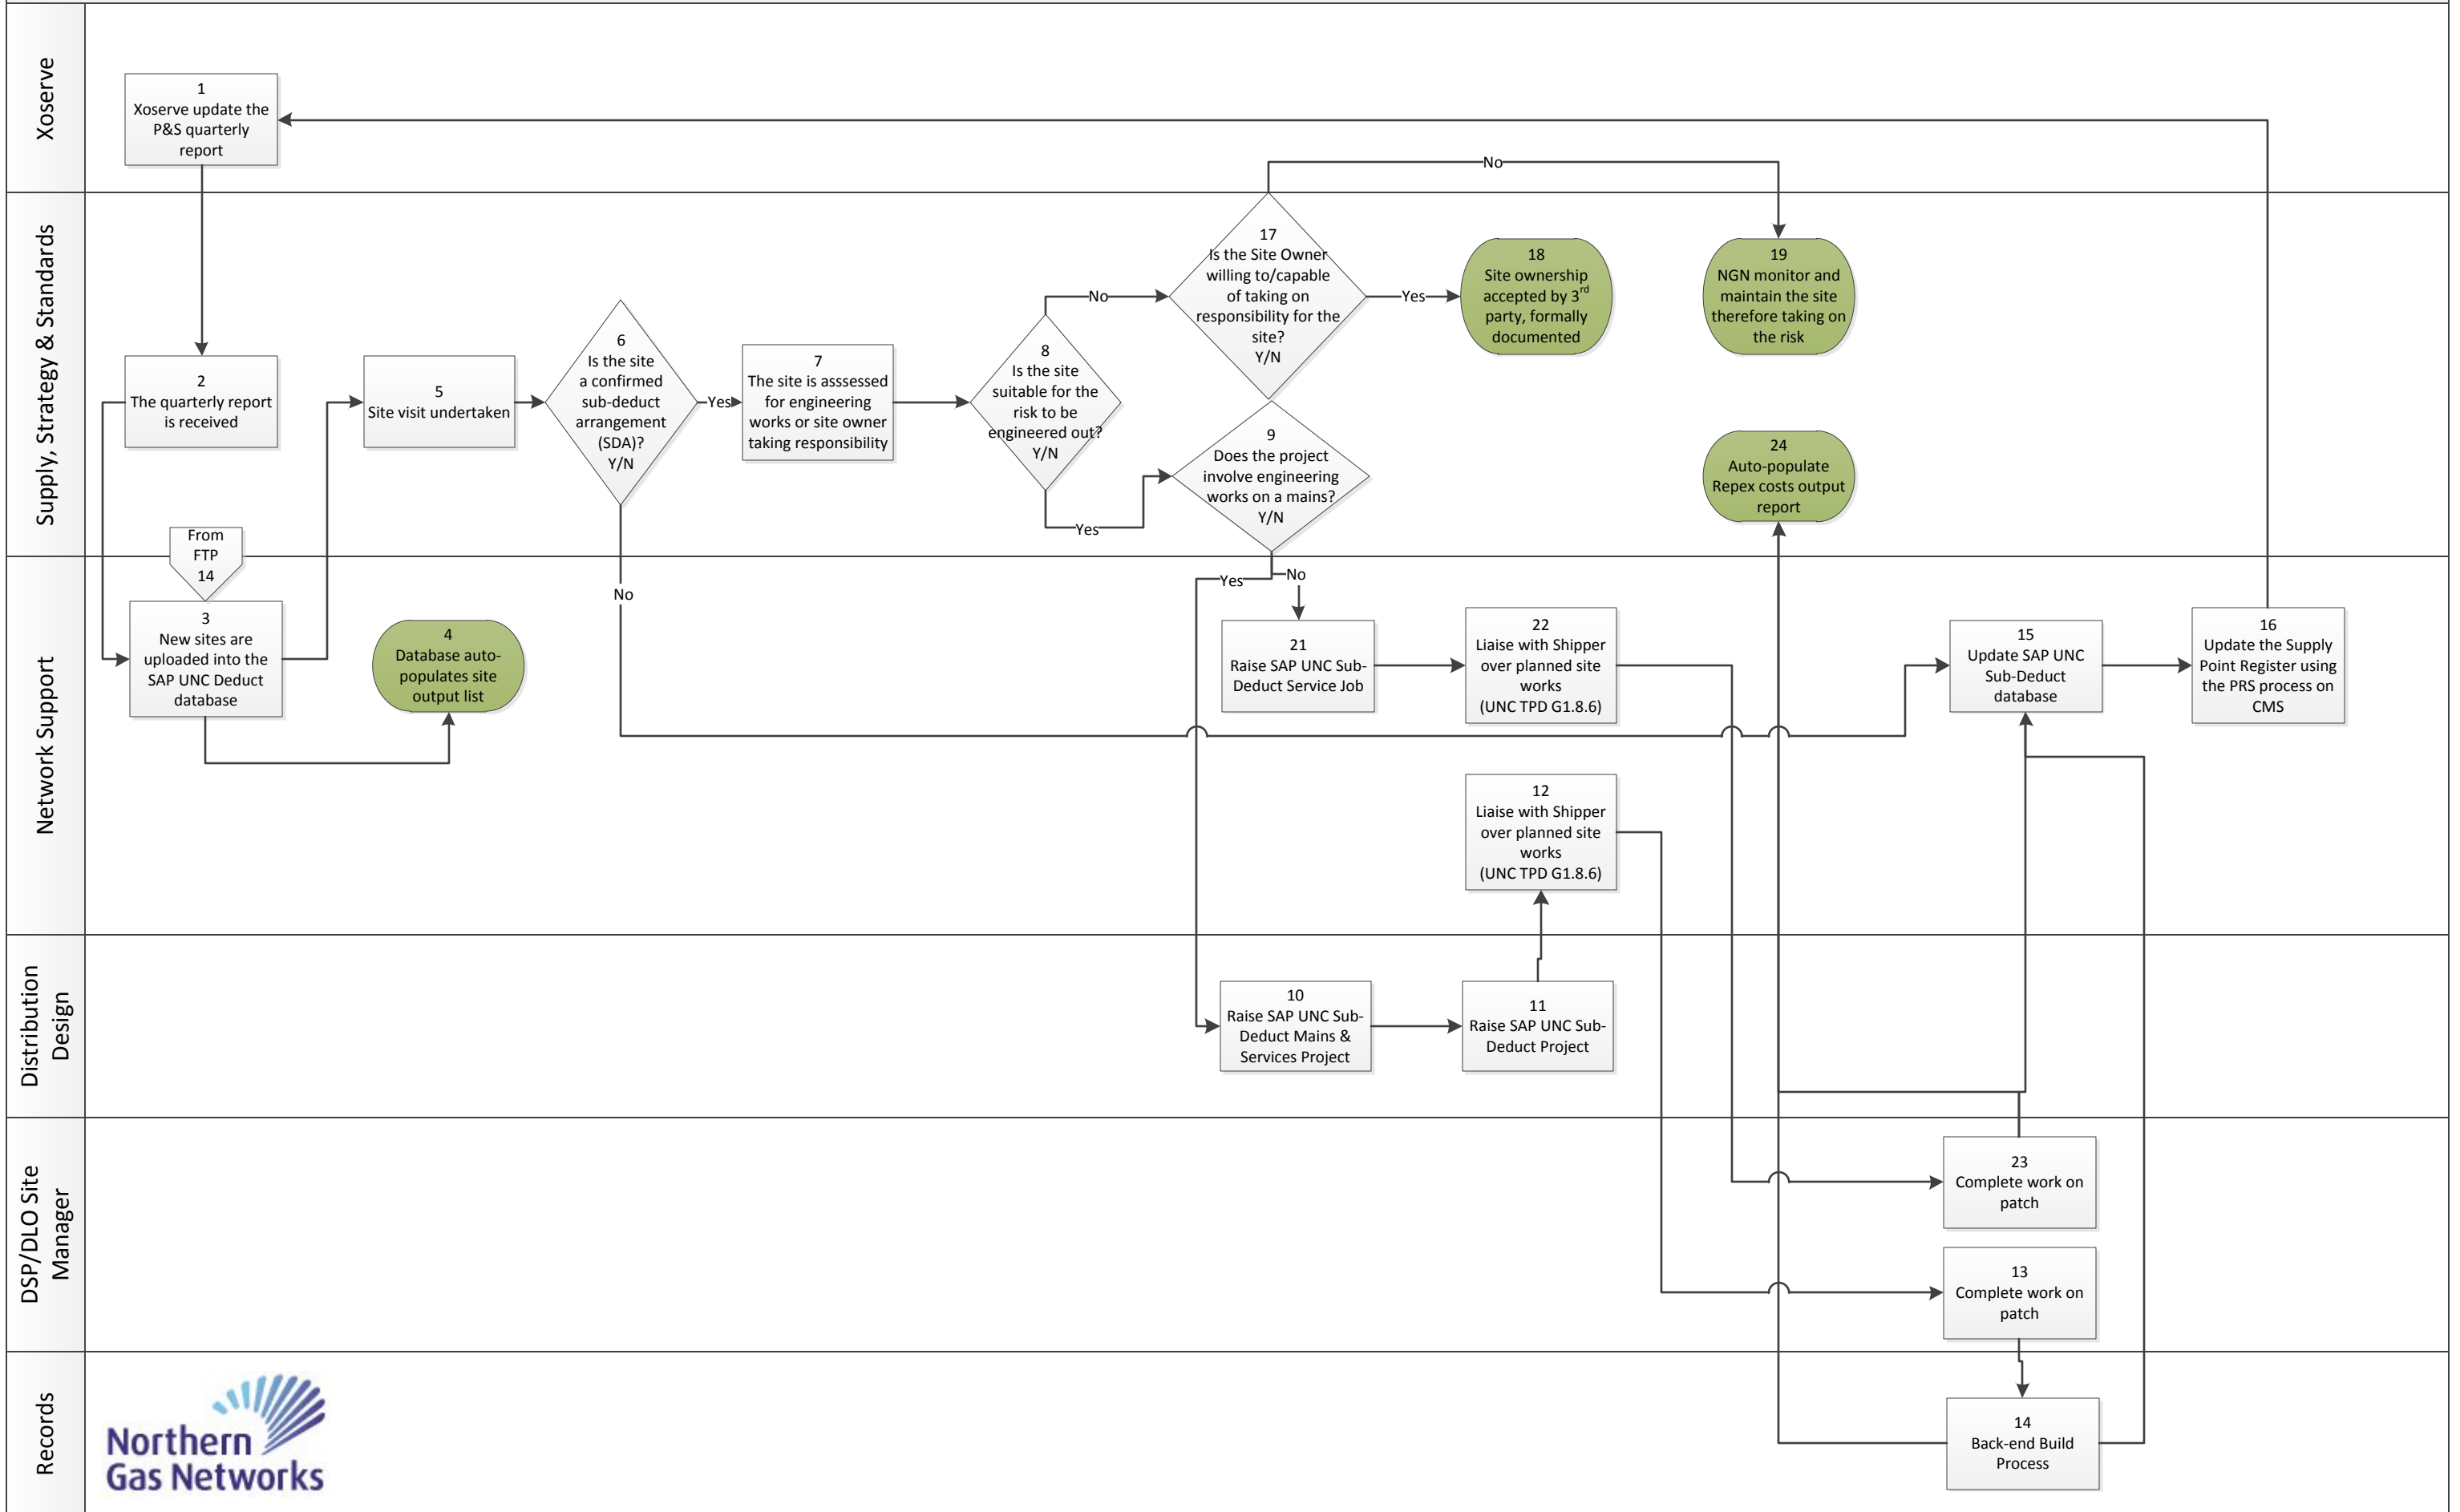 Xoserve
1
Xoserve update the
P&S quarterly
report
No
Supply, Strategy & Standards
2
The quarterly report
is received
5
Site visit undertaken
6
Is the site
a confirmed
sub-deduct
arrangement
(SDA)?
Y/N
Yes
7
The site is asssessed
for engineering
works or site owner
taking responsibility
8
Is the site
suitable for the
risk to be
engineered out?
Y/N
No
Yes
17
Is the Site Owner
willing to/capable
of taking on
responsibility for the
site?
Y/N
Yes
18
Site ownership
accepted by 3rd
party, formally
documented
19
NGN monitor and
maintain the site
therefore taking on
the risk
9
Does the project
involve engineering
works on a mains?
Y/N
24
Auto-populate
Repex costs output
report
Network Support
From
FTP
14
3
New sites are
uploaded into the
SAP UNC Deduct
database
4
Database auto-
populates site
output list
No
Yes
No
21
Raise SAP UNC Sub-
Deduct Service Job
22
Liaise with Shipper
over planned site
works
(UNC TPD G1.8.6)
15
Update SAP UNC
Sub-Deduct
database
16
Update the Supply
Point Register using
the PRS process on
CMS
12
Liaise with Shipper
over planned site
works
(UNC TPD G1.8.6)
Distribution
Design
10
Raise SAP UNC Sub-
Deduct Mains &
Services Project
11
Raise SAP UNC Sub-
Deduct Project
DSP/DLO Site
Manager
23
Complete work on
patch
13
Complete work on
patch
Records
Northern
Gas Networks
14
Back-end Build
Process